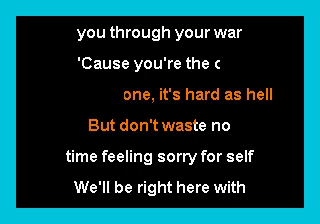 you through your war
'Cause you're the
one, it's hard as hell
But don't waste no
time feeling sorry for self
We'll be right here with